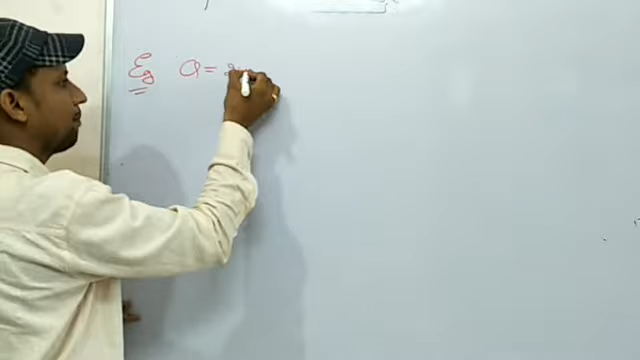 Eg Q =